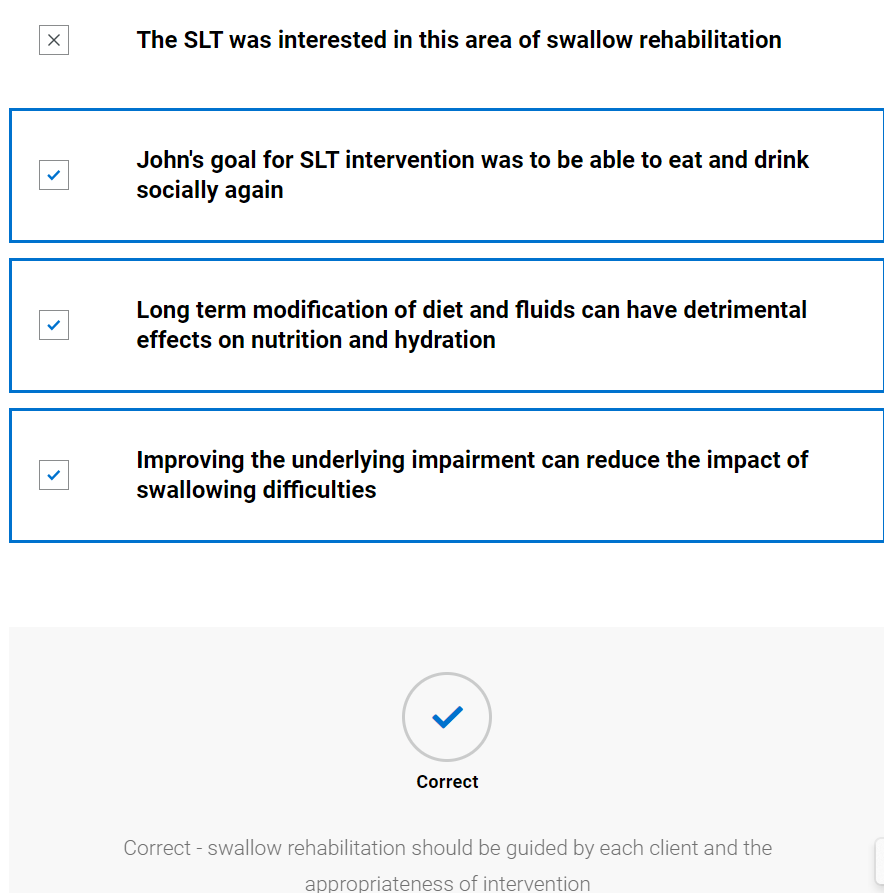 The SLT was interested in this area of swallow rehabilitation
John's goal for SLT intervention was to be able to eat and drink
socially again
Long term modification of diet and fluids can have detrimental
effects on nutrition and hydration
Improving the underlying impairment can reduce the impact of
swallowing difficulties
Correct
Correct - swallow rehabilitation should be guided by each client and the
appropriateness of intervention